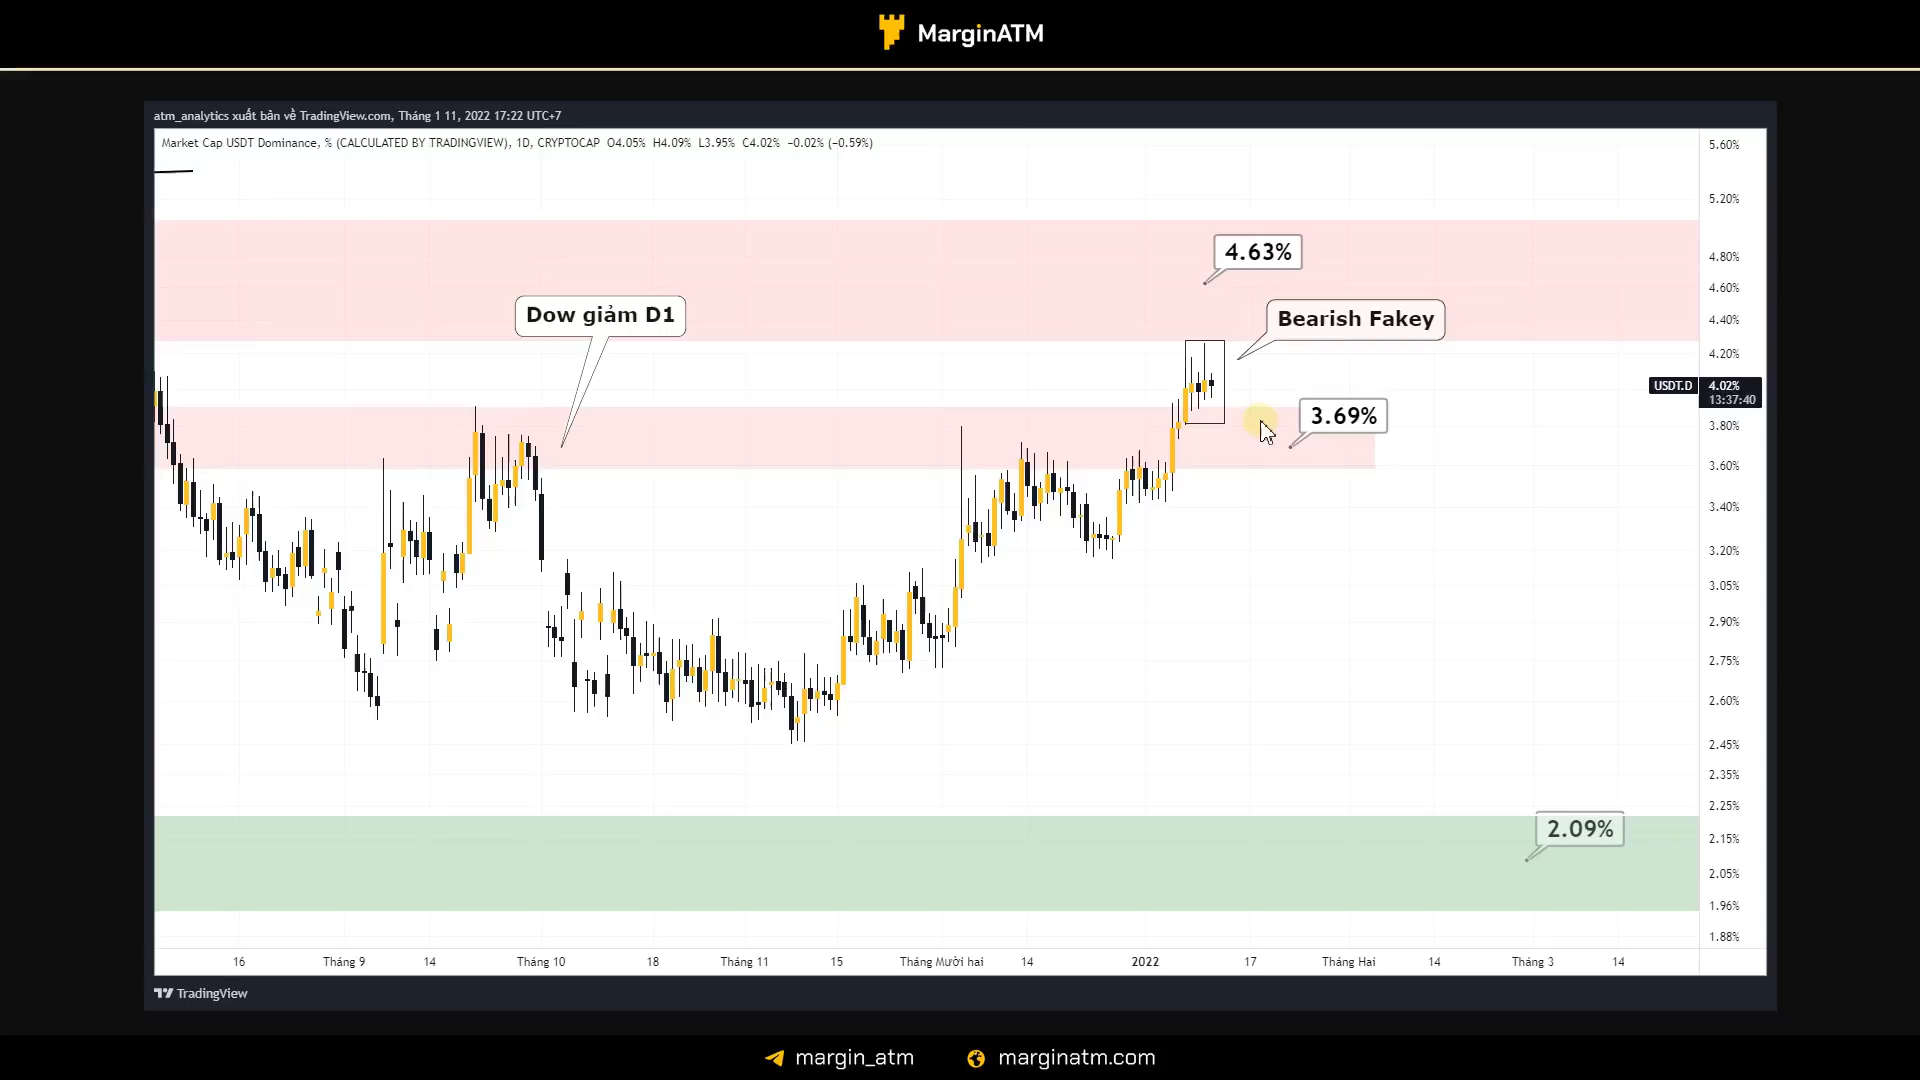 MarginATM
atm_analytics xuất bản về TradingView.com, Tháng 1 11, 2022 17:22 UTC+7
Market Cap USDT Dominance, % (CALCULATED BY TRADINGVIEW), 1D, CRYPTOCAP O4.05% H4.09% L3.95% C4.02% −0.02% (−0.59%)
5.60%
5.20%
4.80%
4.60%
4.40%
4.20%
USDT.D 4.02%
13:37:40
3.80%
3.60%
3.40%
3.20%
3.05%
2.90%
2.75%
2.60%
2.45%
2.35%
2.25%
2.15%
2.05%
1.96%
1.88%
4.63%
Dow giảm D1
Bearish Fakey
3.69%
2.09%
16 Tháng 9 14 Tháng 10 18 Tháng 11 15 Tháng Mười hai 14 2022 17 Tháng Hai 14 Tháng 3 14
TradingView
margin_atm marginatm.com